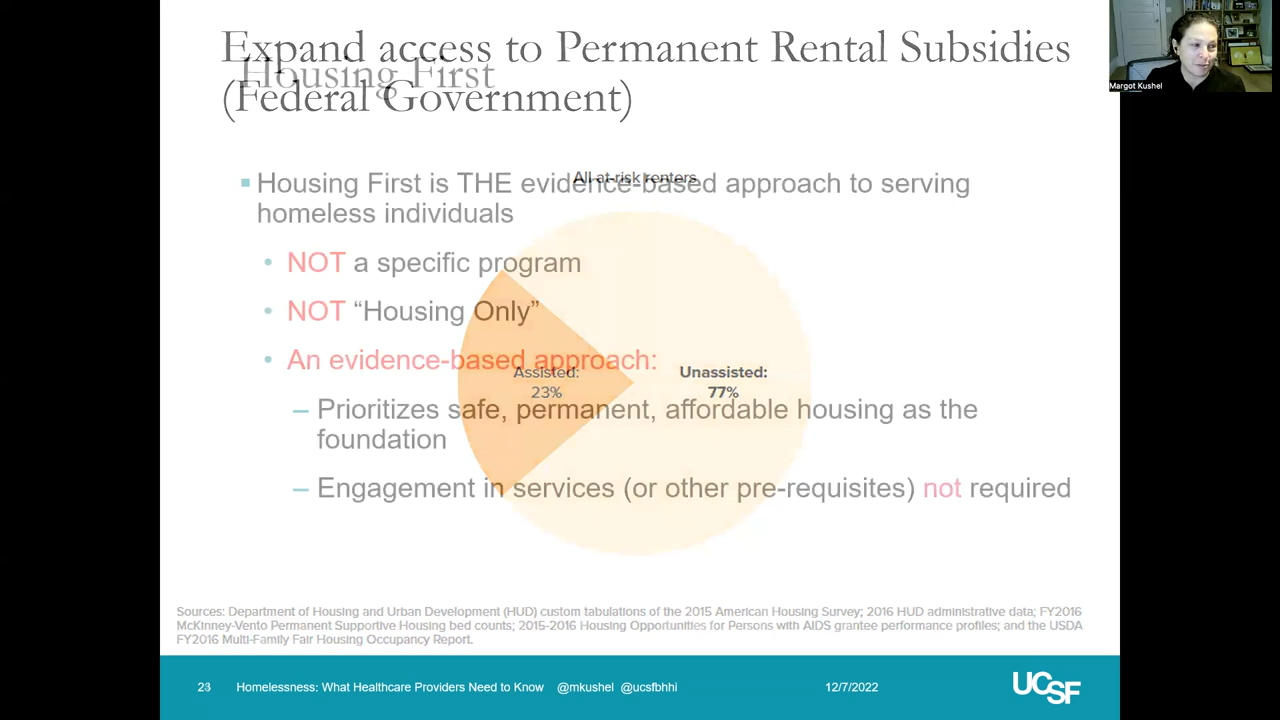 Expand access to Permanent Rental Subsidies
Housing First
(Federal Government)
Margot Kushel
All at-risk renters
Housing First is THE evidence-based approach to serving
homeless individuals
NOT a specific program
NOT “Housing Only”
An evidence-based approach:
Assisted:
23%
Unassisted:
77%
– Prioritizes safe, permanent, affordable housing as the
foundation
– Engagement in services (or other pre-requisites) not required
Sources: Department of Housing and Urban Development (HUD) custom tabulations of the 2015 American Housing Survey; 2016 HUD administrative data; FY2016
McKinney-Vento Permanent Supportive Housing bed counts; 2015-2016 Housing Opportunities for Persons with AIDS grantee performance profiles; and the USDA
FY2016 Multi-Family Fair Housing Occupancy Report.
Homelessness: What Healthcare Providers Need to Know @mkushel @ucsfbhhi
12/7/2022
UCSF